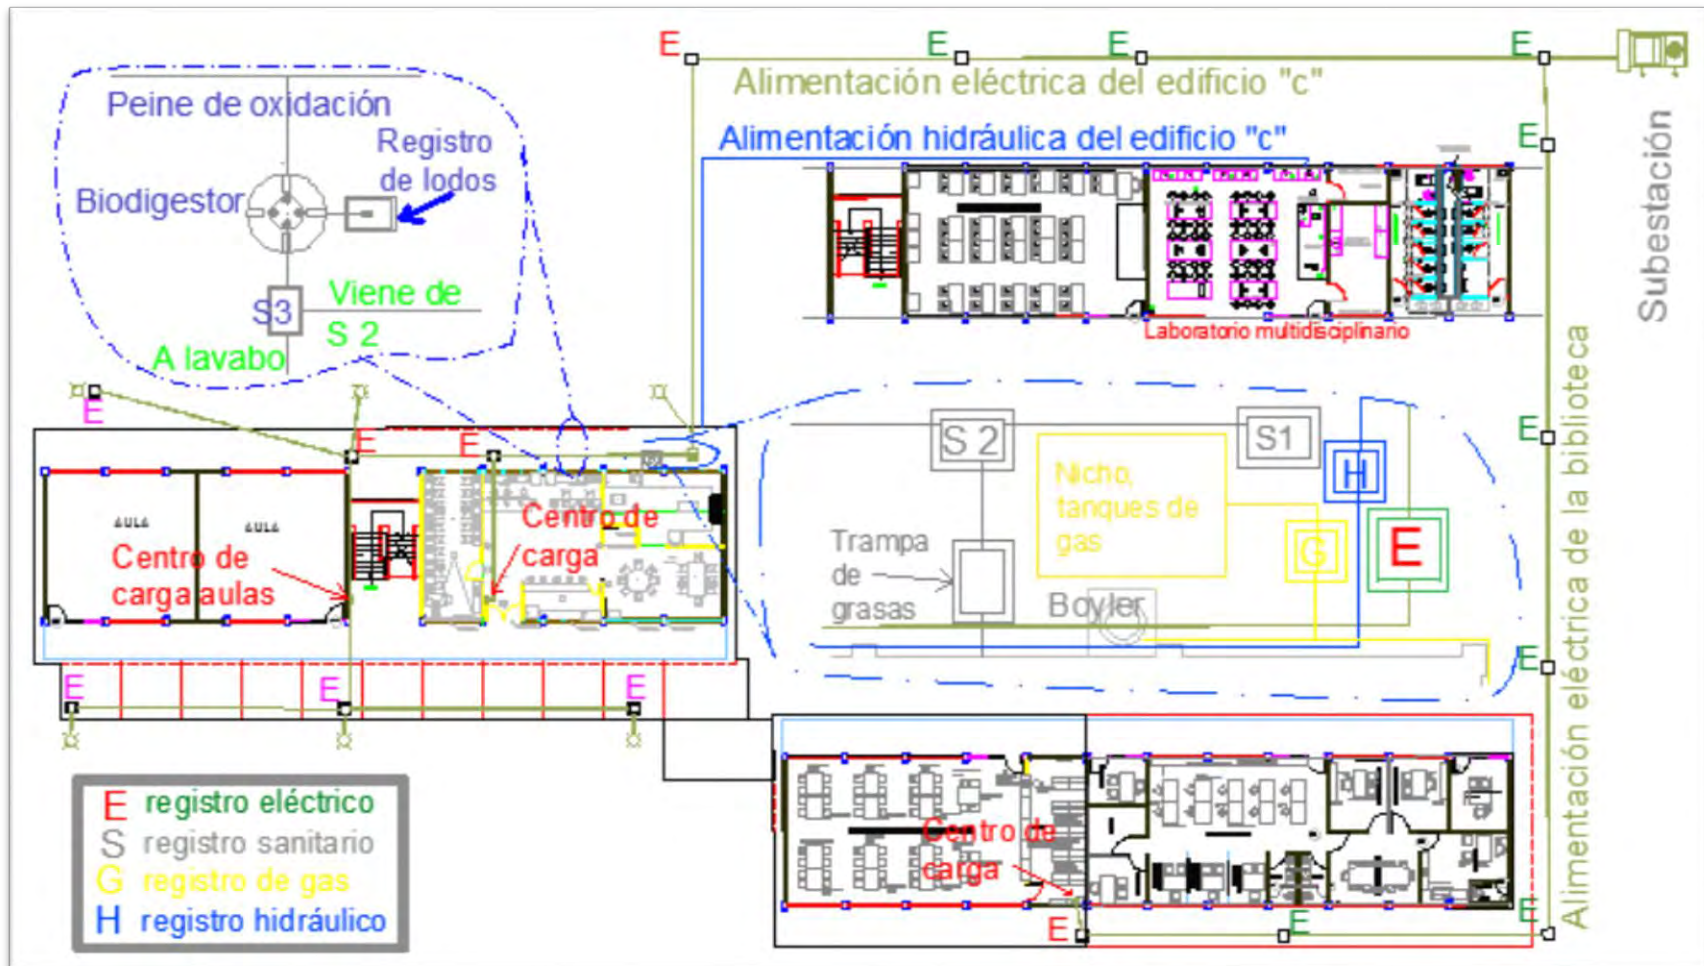 E
E
E
E
Alimentación eléctrica del edificio "c"
Peine de oxidación
Registro
de lodos
Biodigestor
S3
Viene de
S 2
A lavabo
Alimentación hidráulica del edificio "c"
E
Subestación
Laboratorio multidisciplinario
E
E
E
E
AULA
AULA
Centro de
carga aulas
Centro de
carga
S 2
S1
H
Nicho,
tanques de
gas
G
E
Trampa
de
grasas
Boyler
E
Alimentación eléctrica de la biblioteca
E
E
E
E
E registro eléctrico
S registro sanitario
G registro de gas
H registro hidráulico
Centro de
carga
E
E
E